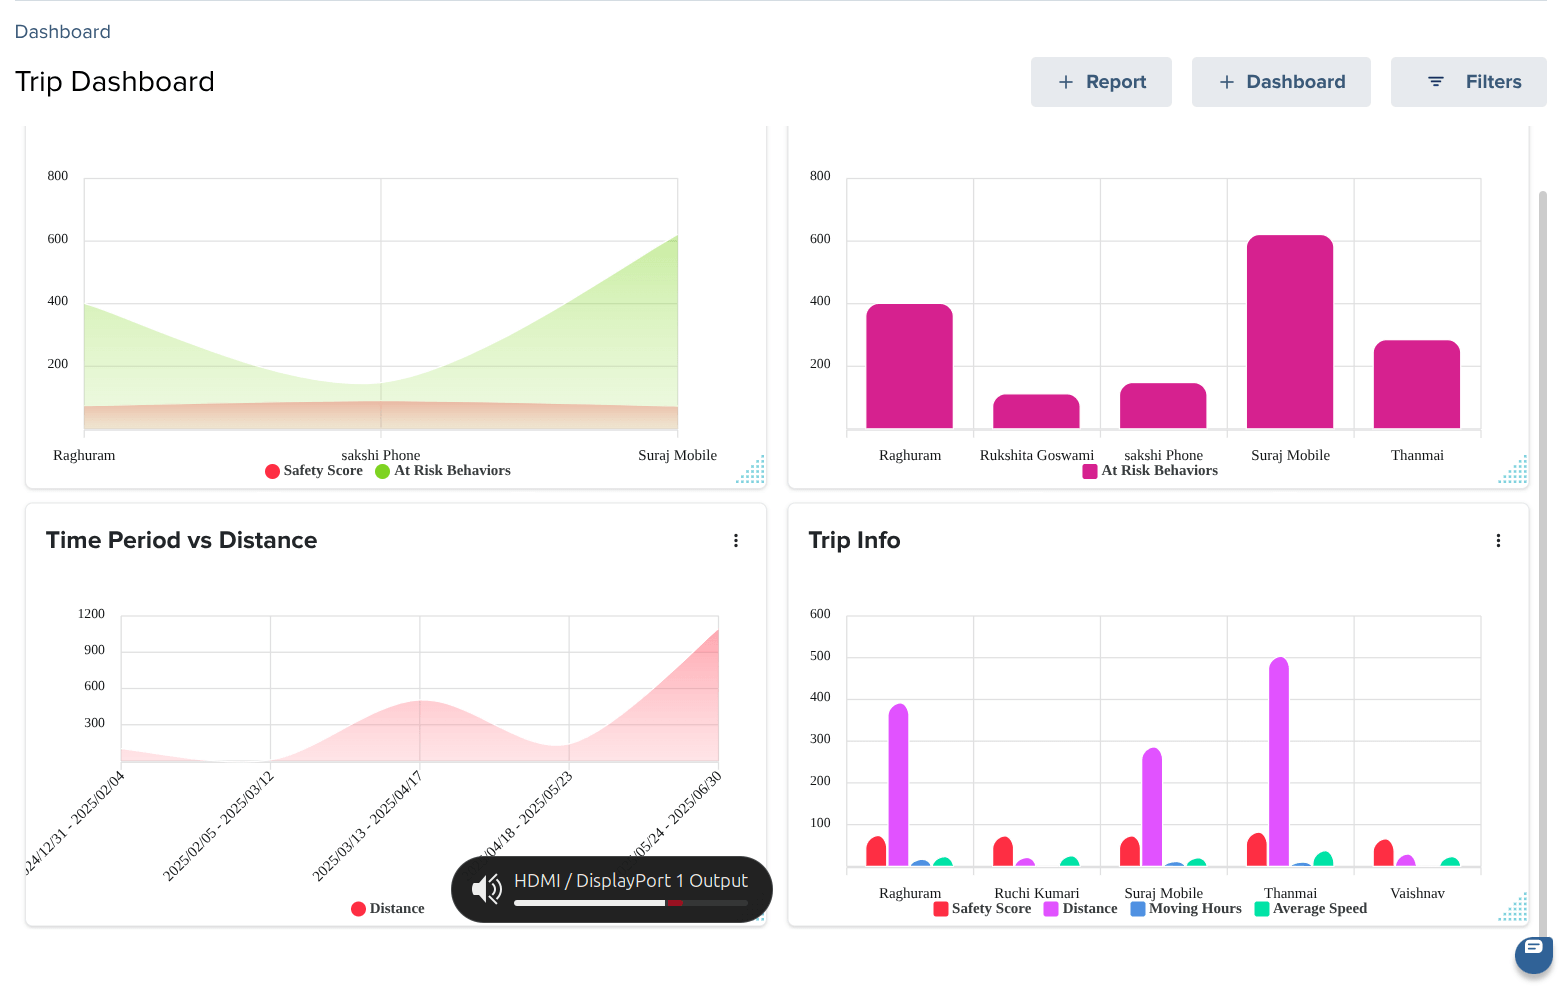 Dashboard
Trip Dashboard
+ Report
+ Dashboard
Filters
800
600
400
200
Raghuram
sakshi Phone
Suraj Mobile
Safety Score
At Risk Behaviors
800
600
400
200
Raghuram
Rukshita Goswami
sakshi Phone
Suraj Mobile
Thanmai
At Risk Behaviors
Time Period vs Distance
1200
900
600
300
24/12/31 - 2025/02/04
2025/02/05 - 2025/03/12
2025/03/13 - 2025/04/17
/04/18 - 2025/05/23
/05/24 - 2025/06/30
Distance
HDMI / DisplayPort 1 Output
Trip Info
600
500
400
300
200
100
Raghuram
Ruchi Kumari
Suraj Mobile
Thanmai
Vaishnav
Safety Score
Distance
Moving Hours
Average Speed